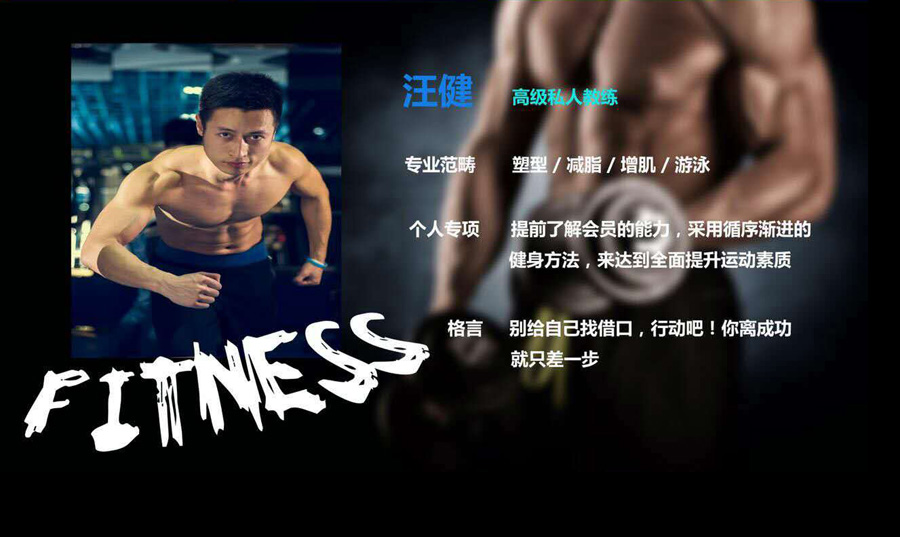 汪健
高级私人教练
专业范畴
塑型 / 减脂 / 增肌 / 游泳
个人专项
提前了解会员的能力，采用循序渐进的
健身方法，来达到全面提升运动素质
格言
别给自己找借口，行动吧！你离成功
就只差一步
FITNESS